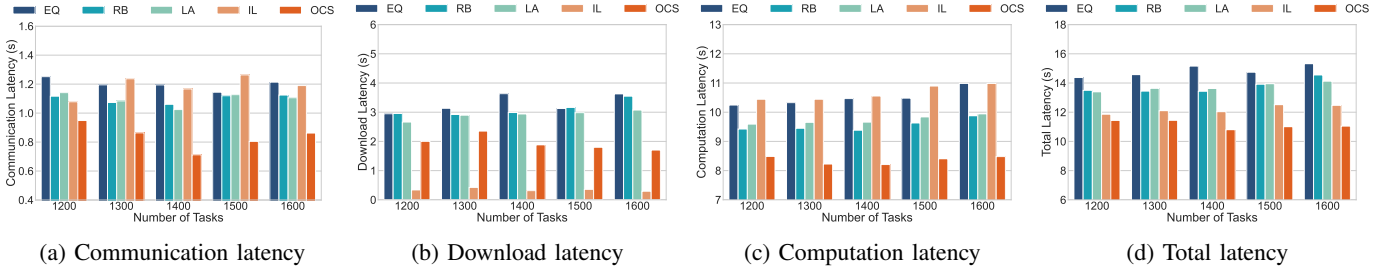 EQ RB LA IL OCS
1.6
1.4
1.2
1.0
0.8
0.6
0.4
Communication Latency (s)
1200 1300 1400 1500 1600
Number of Tasks
(a) Communication latency
EQ RB LA IL OCS
6
5
4
3
2
1
0
Download Latency (s)
1200 1300 1400 1500 1600
Number of Tasks
(b) Download latency
EQ RB LA IL OCS
13
12
11
10
9
8
7
Computation Latency (s)
1200 1300 1400 1500 1600
Number of Tasks
(c) Computation latency
EQ RB LA IL OCS
18
16
14
12
10
8
6
Total Latency (s)
1200 1300 1400 1500 1600
Number of Tasks
(d) Total latency